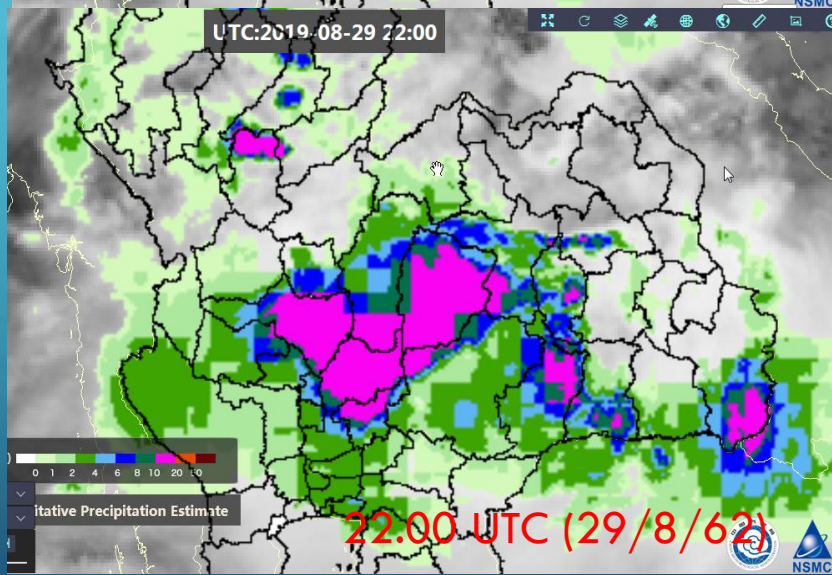 NSMC
UTC:2019-08-29 22:00
)
0 1 2 4 6 8 10 20 50
itative Precipitation Estimate
H
22.00 UTC (29/8/62)
NSMC